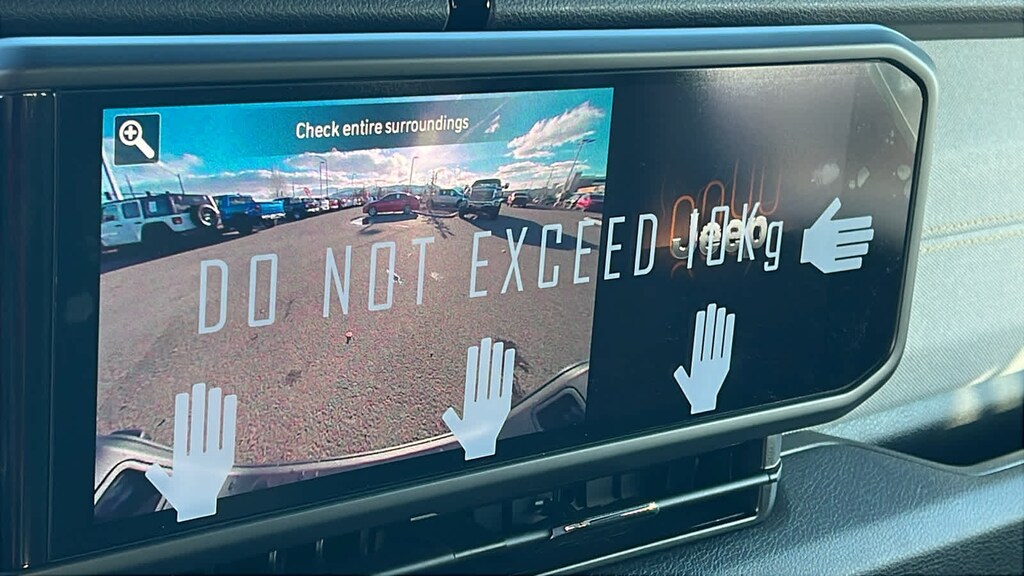 Check entire surroundings
DO NOT EXCEED 10Kg
Jeep